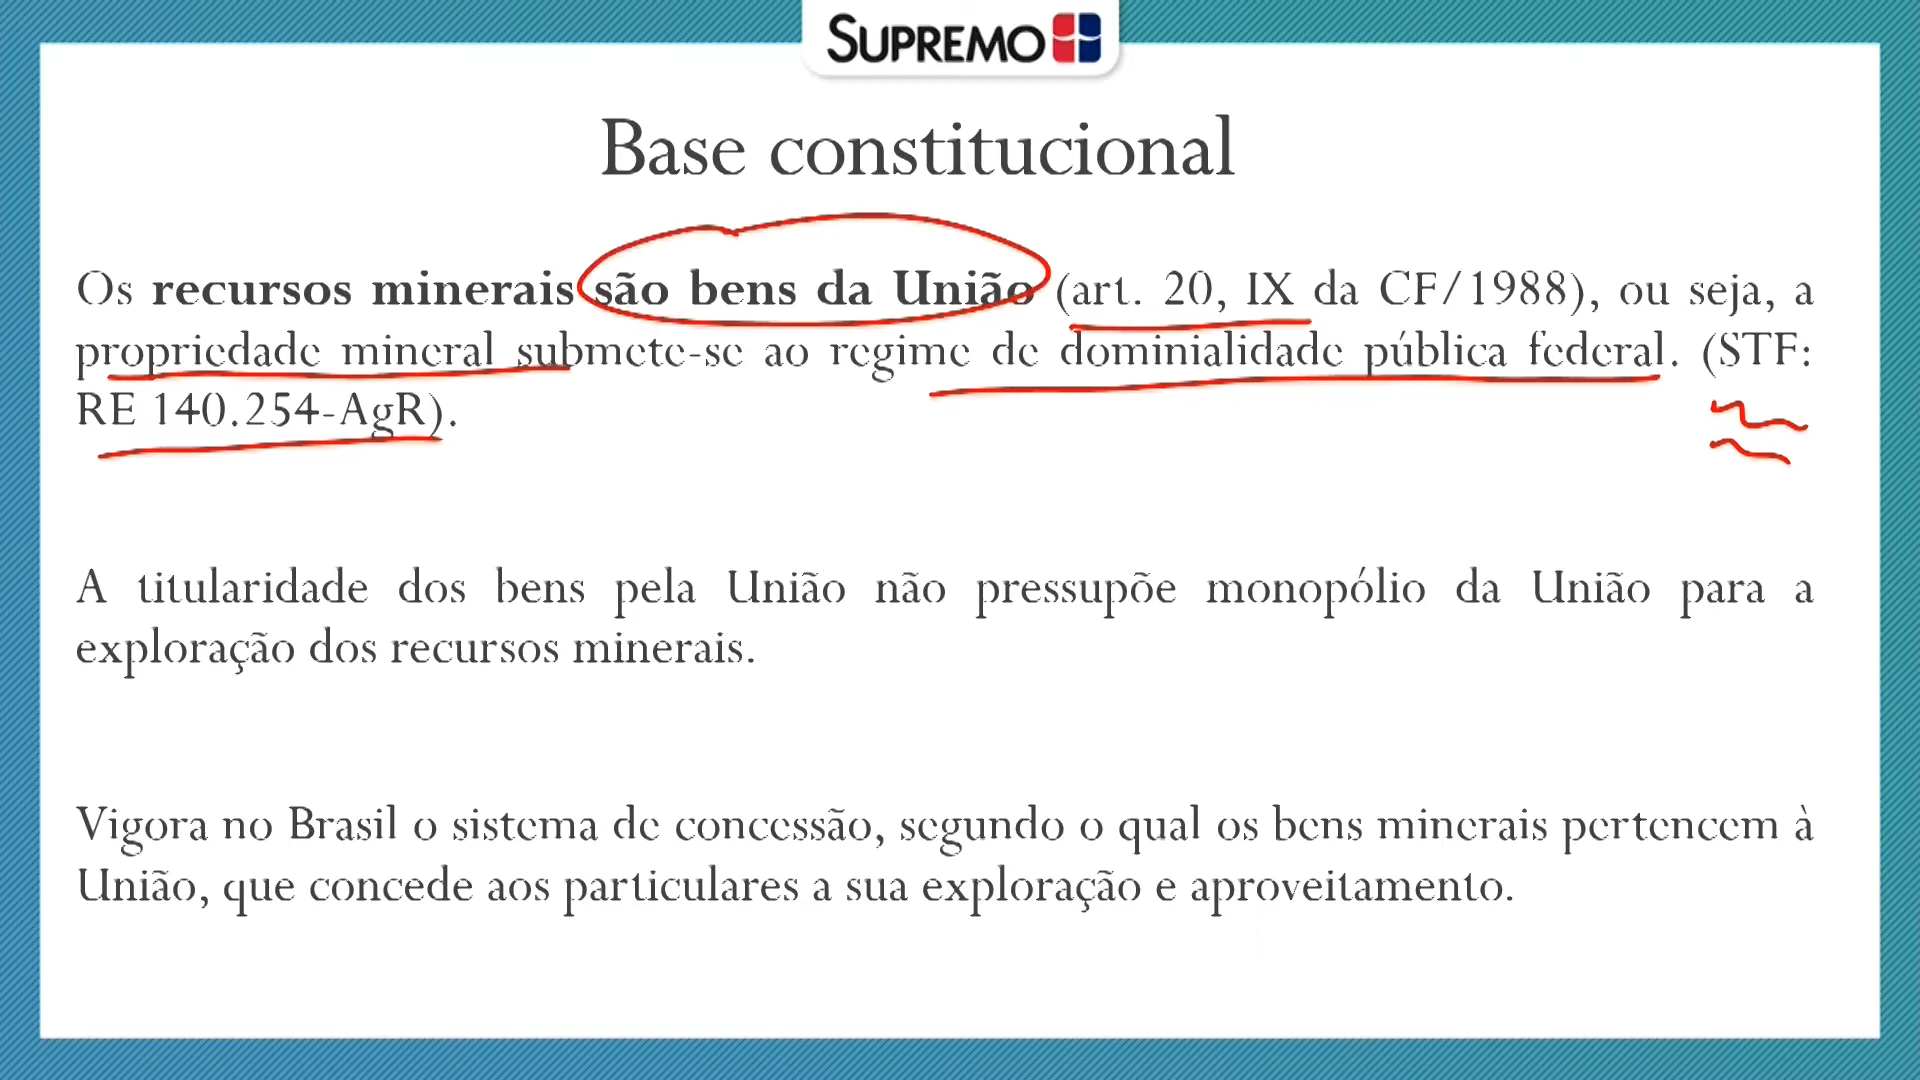 SUPREMO
Base constitucional
Os recursos minerais são bens da União (art. 20, IX da CF/1988), ou seja, a
propriedade mineral submete-se ao regime de dominialidade pública federal. (STF:
RE 140.254-AgR).
A titularidade dos bens pela União não pressupõe monopólio da União para a
exploração dos recursos minerais.
Vigora no Brasil o sistema de concessão, segundo o qual os bens minerais pertencem à
União, que concede aos particulares a sua exploração e aproveitamento.